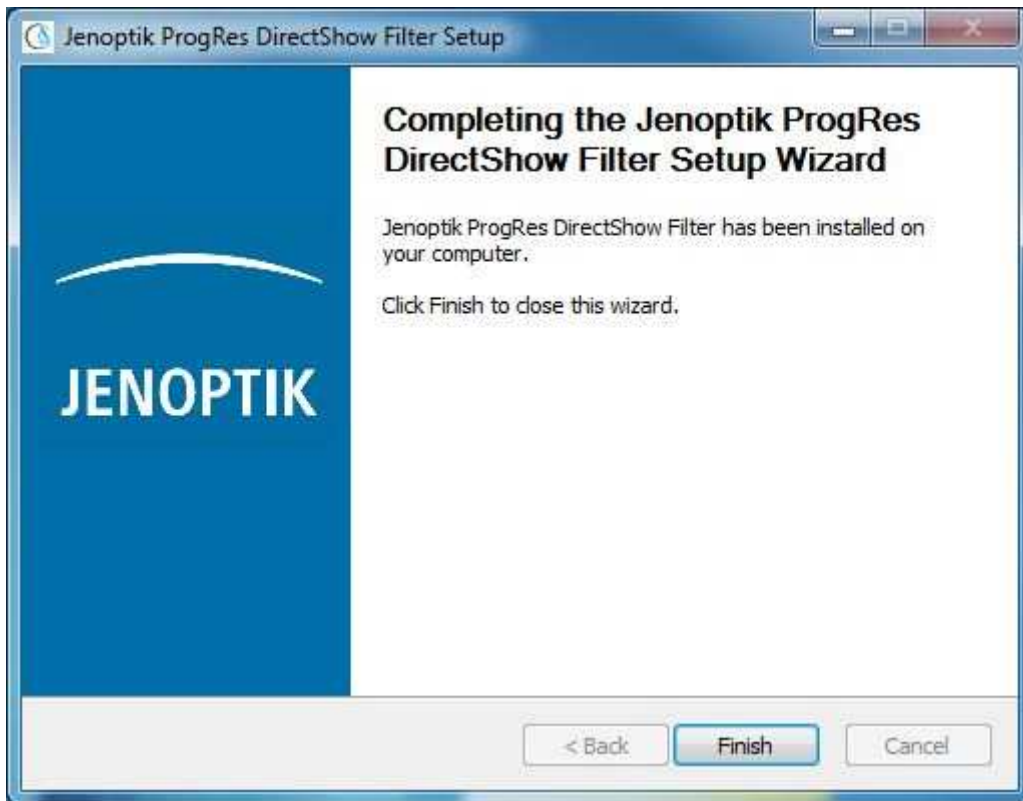 Jenoptik ProgRes DirectShow Filter Setup
Completing the Jenoptik ProgRes
DirectShow Filter Setup Wizard
Jenoptik ProgRes DirectShow Filter has been installed on
your computer.
Click Finish to close this wizard.
JENOPTIK
< Back
Finish
Cancel